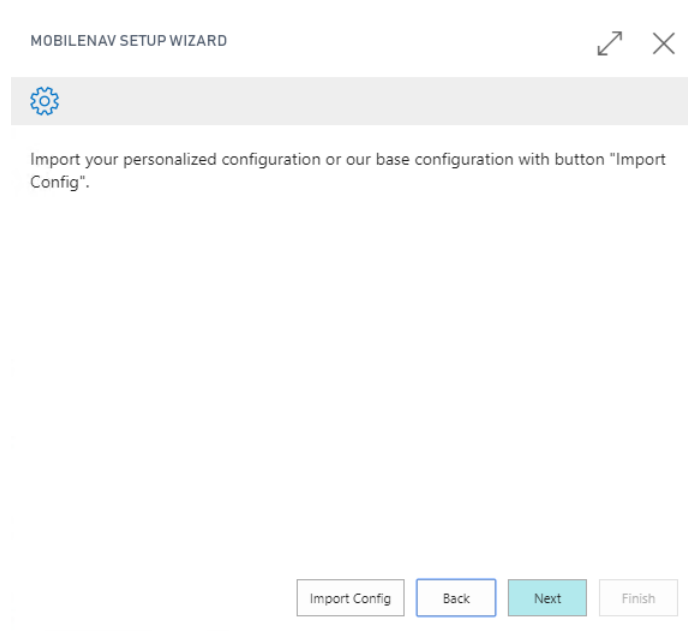 MOBILENAV SETUP WIZARD
Import your personalized configuration or our base configuration with button "Import
Config".
Import Config
Back
Next
Finish